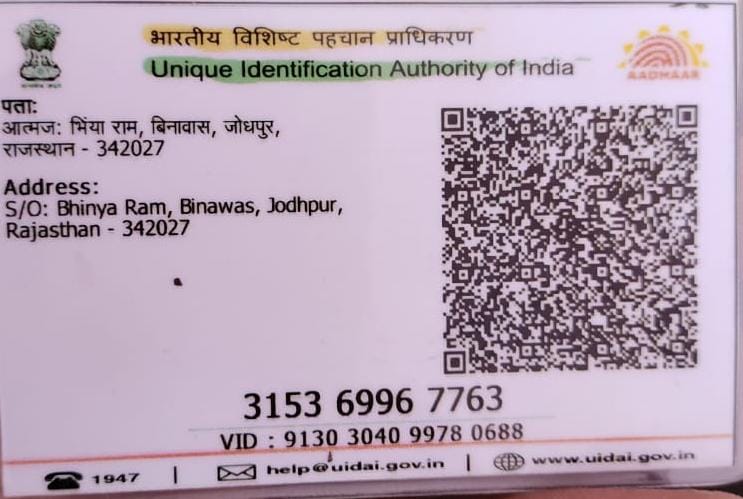 भारतीय विशिष्ट पहचान प्राधिकरण
Unique Identification Authority of India
AADHAAR
पता:
आत्मज: भिंया राम, बिनावास, जोधपुर,
राजस्थान - 342027
Address:
S/O: Bhinya Ram, Binawas, Jodhpur,
Rajasthan - 342027
3153 6996 7763
VID : 9130 3040 9978 0688
1947 | help@uidai.gov.in | www.uidai.gov.in